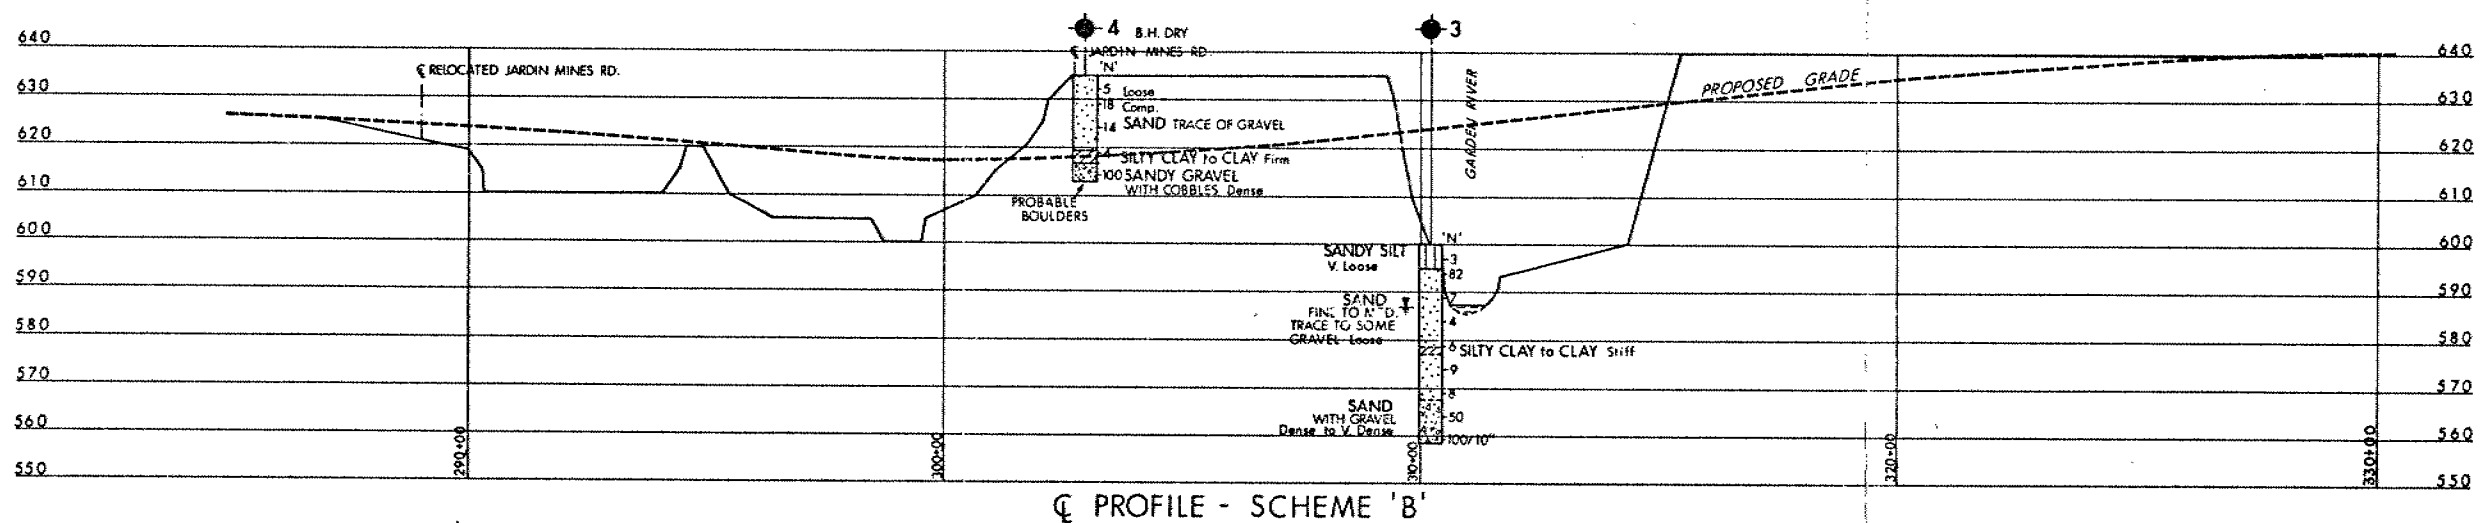 4 B.H. DRY
3
℄ JARDIN MINES RD.
640
640
℄ RELOCATED JARDIN MINES RD.
'N'
5 Loose
18 Comp.
14 SAND TRACE OF GRAVEL
4 SILTY CLAY to CLAY Firm
100 SANDY GRAVEL
WITH COBBLES Dense
PROBABLE
BOULDERS
GARDEN RIVER
PROPOSED GRADE
630
630
620
620
610
610
600
600
SANDY SILT
V. Loose
'N'
3
82
7
4
6
9
8
50
100/10"
SAND
FINE TO
TRACE TO SOME
GRAVEL Loose
SILTY CLAY to CLAY Stiff
SAND
WITH GRAVEL
Dense to V. Dense
590
590
580
580
570
570
560
560
550
550
290+00
300+00
310+00
320+00
330+00
℄ PROFILE - SCHEME 'B'